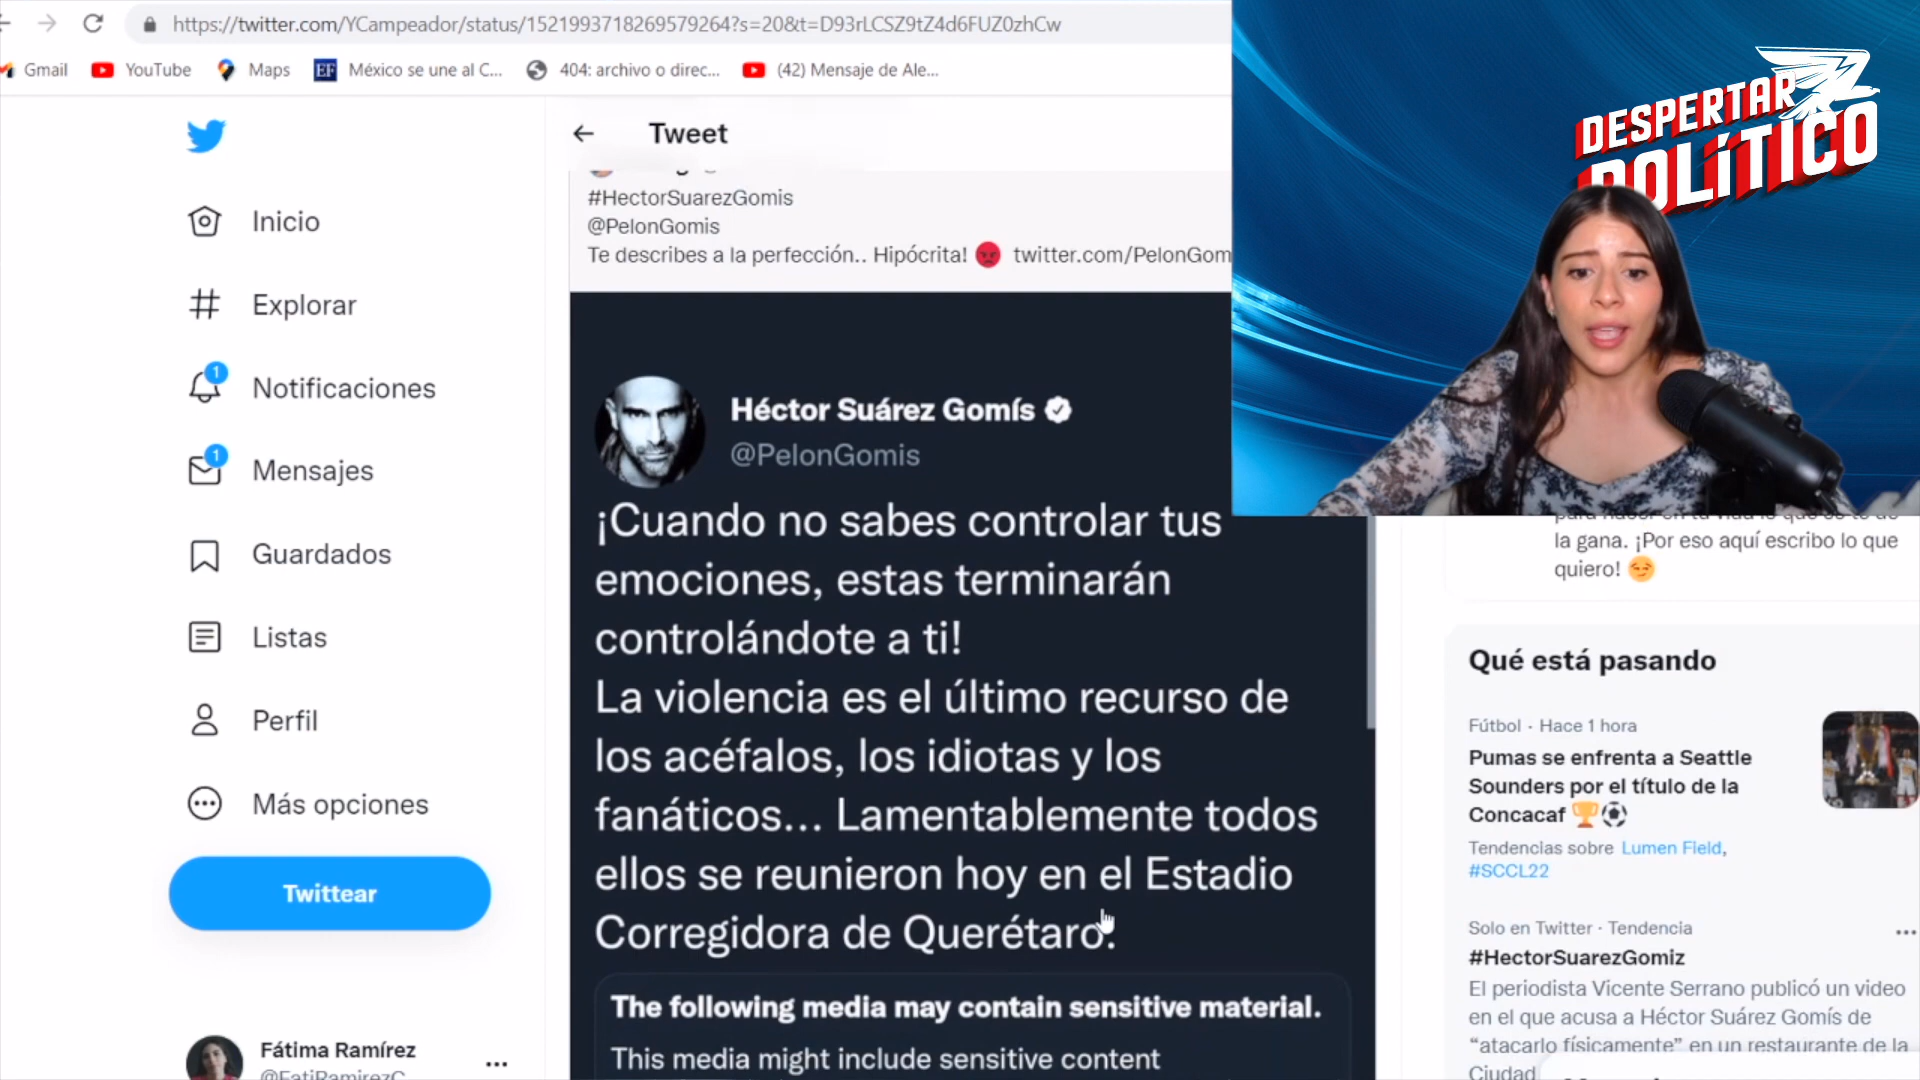 https://twitter.com/YCampeador/status/1521993718269579264?s=20&t=D93rLCSZ9tZ4d6FUZ0zhCw
Gmail
YouTube
Maps
EF
México se une al C...
404: archivo o direc...
(42) Mensaje de Ale...
DESPERTAR
POLÍTICO
Tweet
Inicio
Explorar
1
Notificaciones
1
Mensajes
Guardados
Listas
Perfil
Más opciones
Twittear
Fátima Ramírez
@FatiRamirezC
#HectorSuarezGomis
@PelonGomis
Te describes a la perfección.. Hipócrita! 😡 twitter.com/PelonGom
Héctor Suárez Gomís
@PelonGomis
¡Cuando no sabes controlar tus
emociones, estas terminarán
controlándote a ti!
La violencia es el último recurso de
los acéfalos, los idiotas y los
fanáticos... Lamentablemente todos
ellos se reunieron hoy en el Estadio
Corregidora de Querétaro.
The following media may contain sensitive material.
This media might include sensitive content
la gana. ¡Por eso aquí escribo lo que
quiero! 😏
Qué está pasando
Fútbol · Hace 1 hora
Pumas se enfrenta a Seattle
Sounders por el título de la
Concacaf 🏆⚽
Tendencias sobre Lumen Field,
#SCCL22
Solo en Twitter · Tendencia
#HectorSuarezGomiz
El periodista Vicente Serrano publicó un video
en el que acusa a Héctor Suárez Gomís de
“atacarlo físicamente” en un restaurante de la
Ciudad